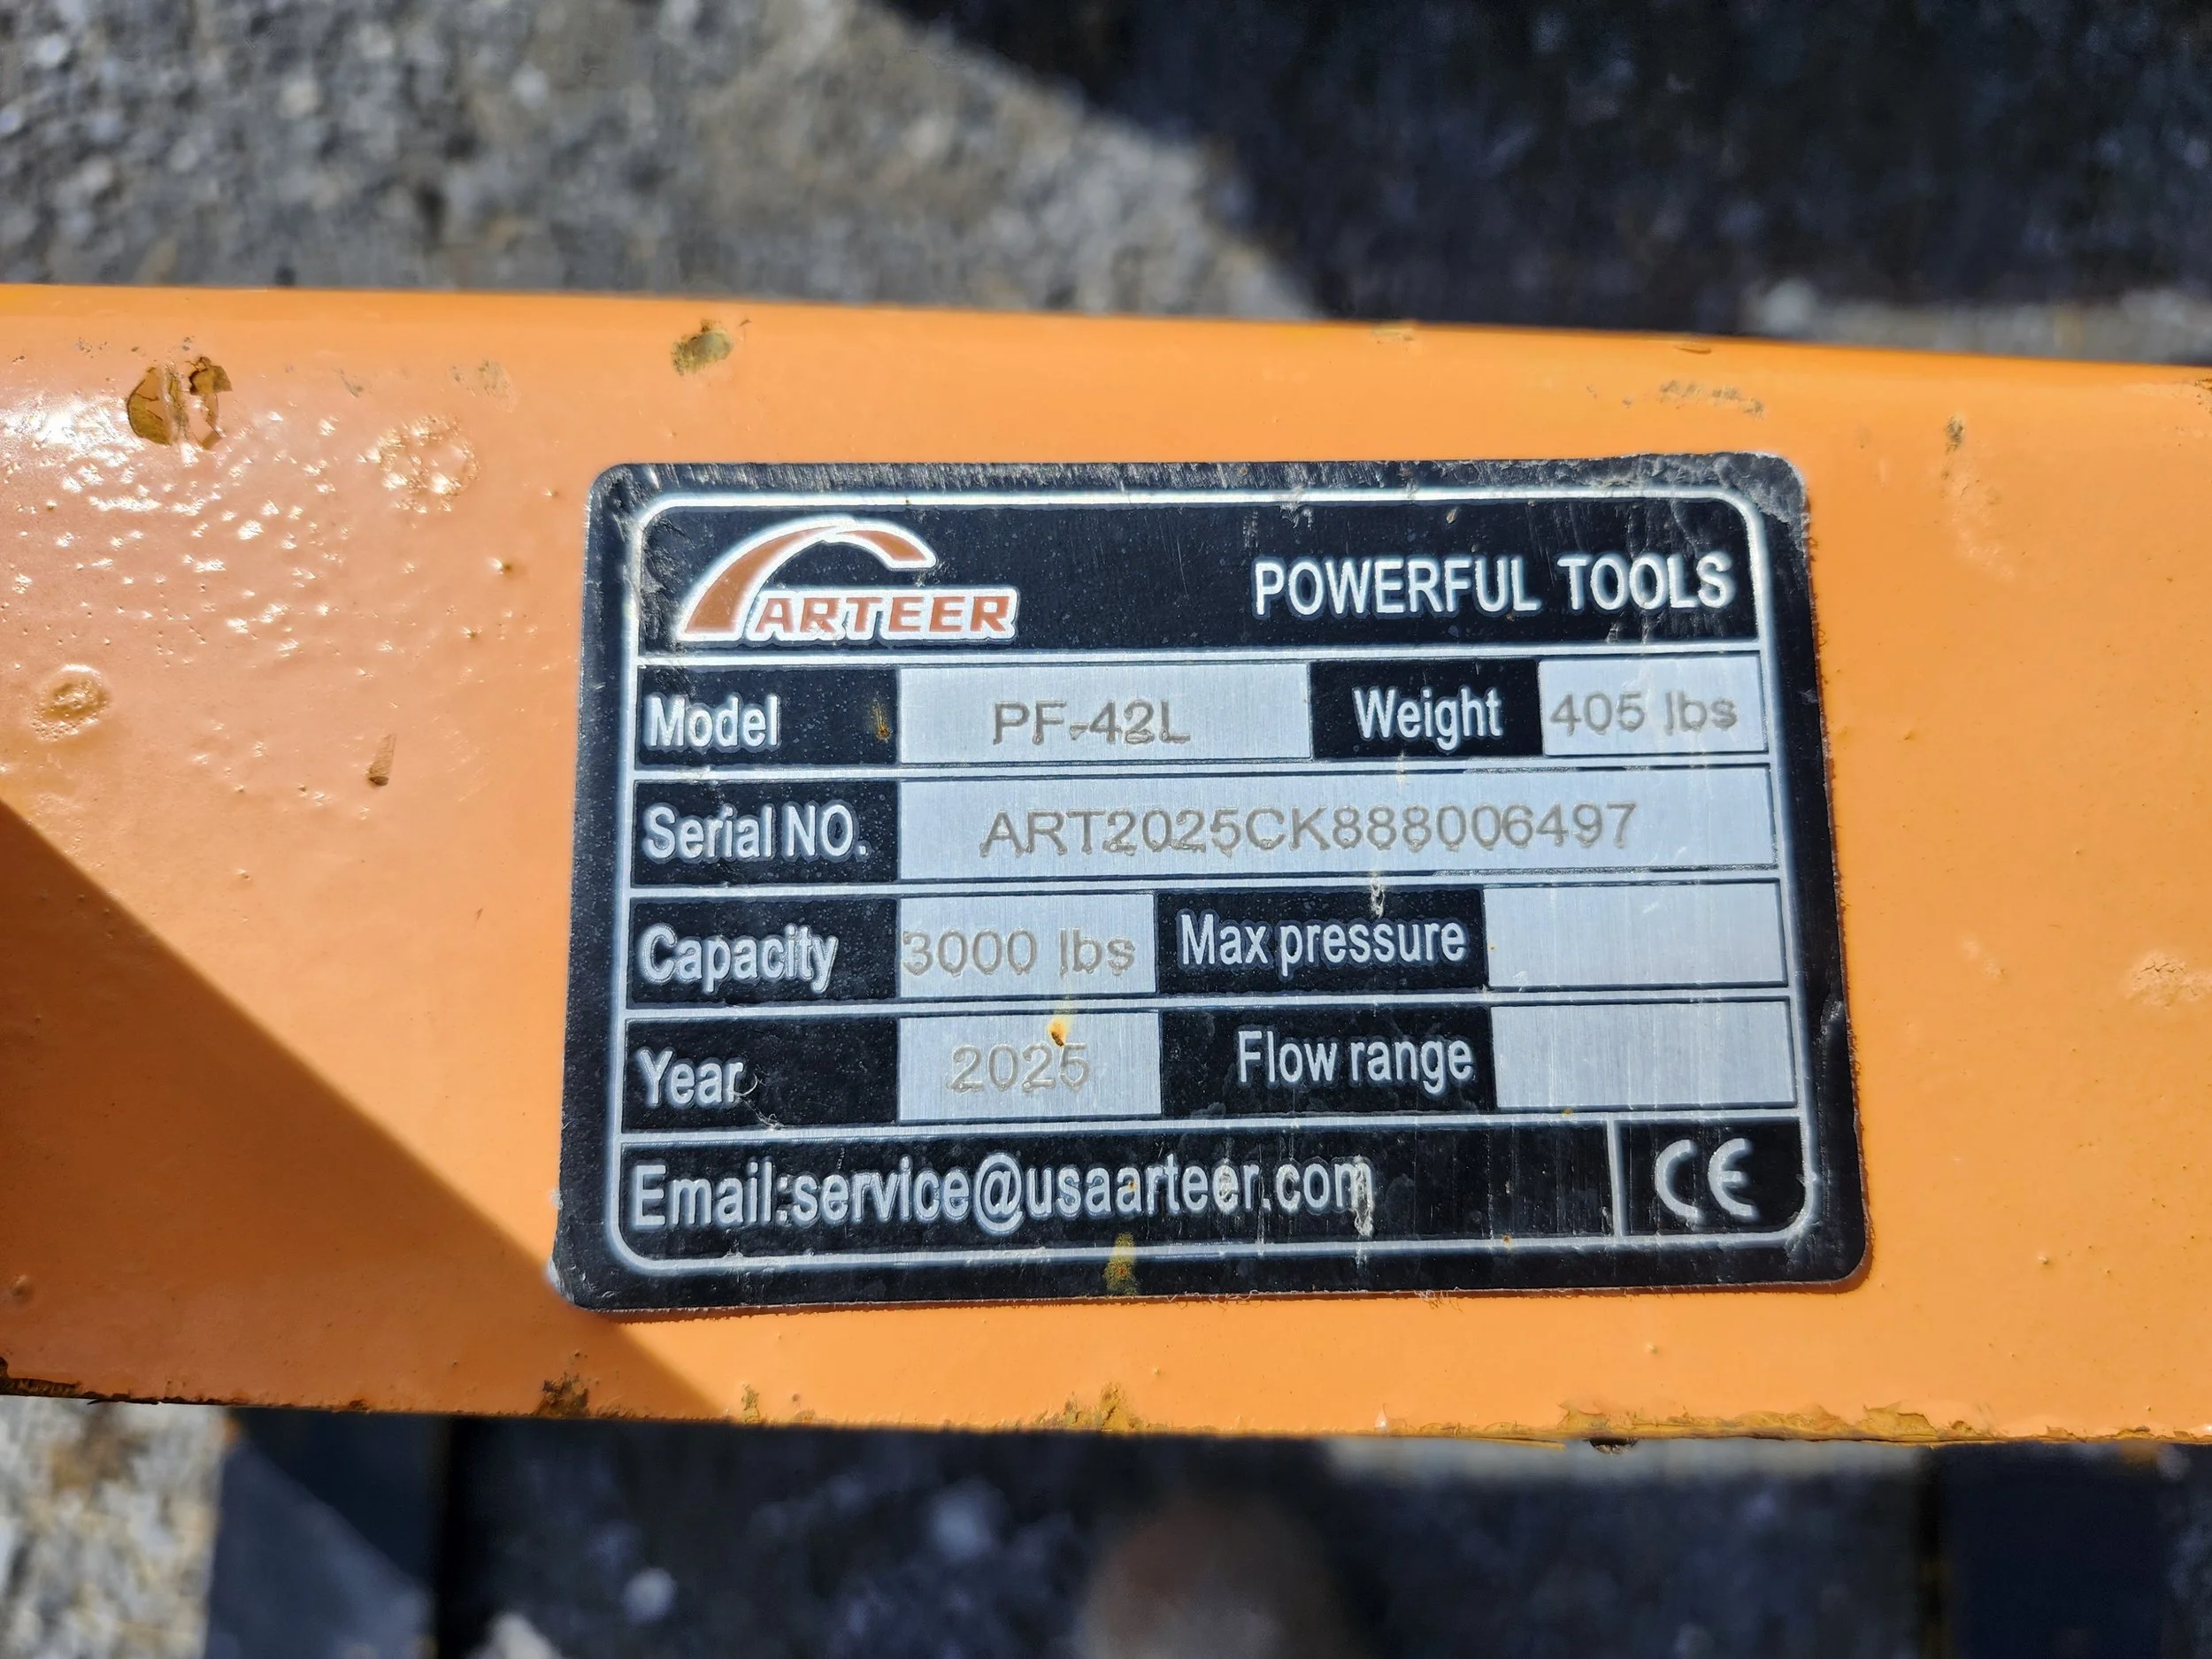 ARTEER POWERFUL TOOLS
Model PF-42L Weight 405 lbs
Serial NO. ART2025CK888006497
Capacity 3000 lbs Max pressure
Year 2025 Flow range
Email:service@usaarteer.com CE